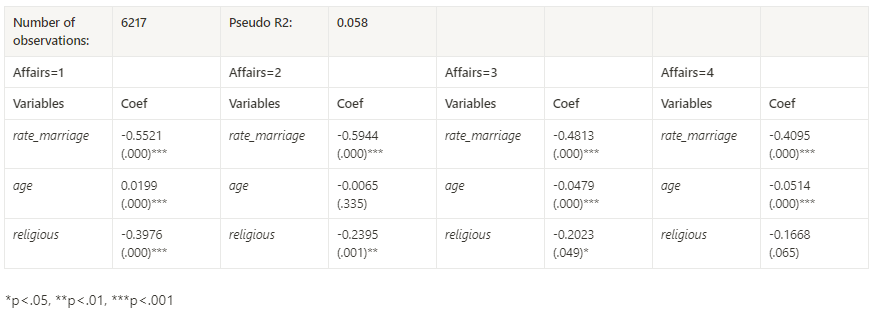 Number of observations: 6217 Pseudo R2: 0.058
Affairs=1 Affairs=2 Affairs=3 Affairs=4
Variables Coef Variables Coef Variables Coef Variables Coef
rate_marriage -0.5521 (.000)*** rate_marriage -0.5944 (.000)*** rate_marriage -0.4813 (.000)*** rate_marriage -0.4095 (.000)***
age 0.0199 (.000)*** age -0.0065 (.335) age -0.0479 (.000)*** age -0.0514 (.000)***
religious -0.3976 (.000)*** religious -0.2395 (.001)** religious -0.2023 (.049)* religious -0.1668 (.065)
*p<.05, **p<.01, ***p<.001